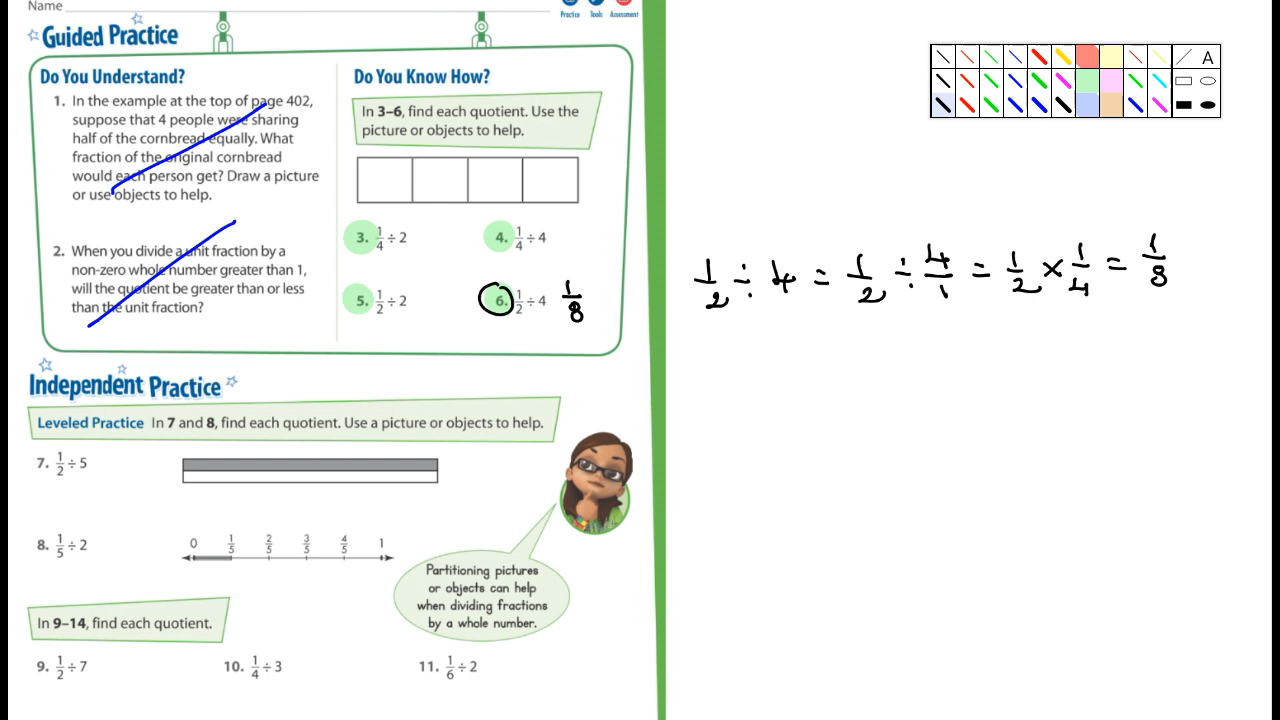 Name
Practice Tools Assessment
Guided Practice
Do You Understand?
1. In the example at the top of page 402,
suppose that 4 people were sharing
half of the cornbread equally. What
fraction of the original cornbread
would each person get? Draw a picture
or use objects to help.
2. When you divide a unit fraction by a
non-zero whole number greater than 1,
will the quotient be greater than or less
than the unit fraction?
Do You Know How?
In 3–6, find each quotient. Use the
picture or objects to help.
3. 1/4 ÷ 2
4. 1/4 ÷ 4
5. 1/2 ÷ 2
6. 1/2 ÷ 4 1/8
Independent Practice
Leveled Practice In 7 and 8, find each quotient. Use a picture or objects to help.
7. 1/2 ÷ 5
8. 1/5 ÷ 2
0 1/5 2/5 3/5 4/5 1
Partitioning pictures
or objects can help
when dividing fractions
by a whole number.
In 9–14, find each quotient.
9. 1/2 ÷ 7
10. 1/4 ÷ 3
11. 1/6 ÷ 2
A
1/2 ÷ 4 = 1/2 ÷ 4/1 = 1/2 × 1/4 = 1/8